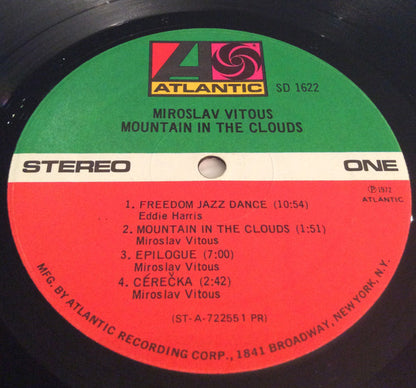 ATLANTIC SD 1622
MIROSLAV VITOUS
MOUNTAIN IN THE CLOUDS
STEREO ONE
℗ 1972
ATLANTIC
1. FREEDOM JAZZ DANCE (10:54)
Eddie Harris
2. MOUNTAIN IN THE CLOUDS (1:51)
Miroslav Vitous
3. EPILOGUE (7:00)
Miroslav Vitous
4. CÉREČKA (2:42)
Miroslav Vitous
(ST-A-722551 PR)
MFG. BY ATLANTIC RECORDING CORP., 1841 BROADWAY, NEW YORK, N.Y.